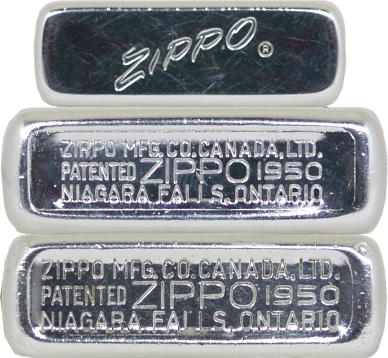 ZIPPO ®
ZIPPO MFG. CO. CANADA, LTD.
PATENTED ZIPPO 1950
NIAGARA FALLS, ONTARIO
ZIPPO MFG. CO. CANADA, LTD.
PATENTED ZIPPO 1950
NIAGARA FALLS, ONTARIO